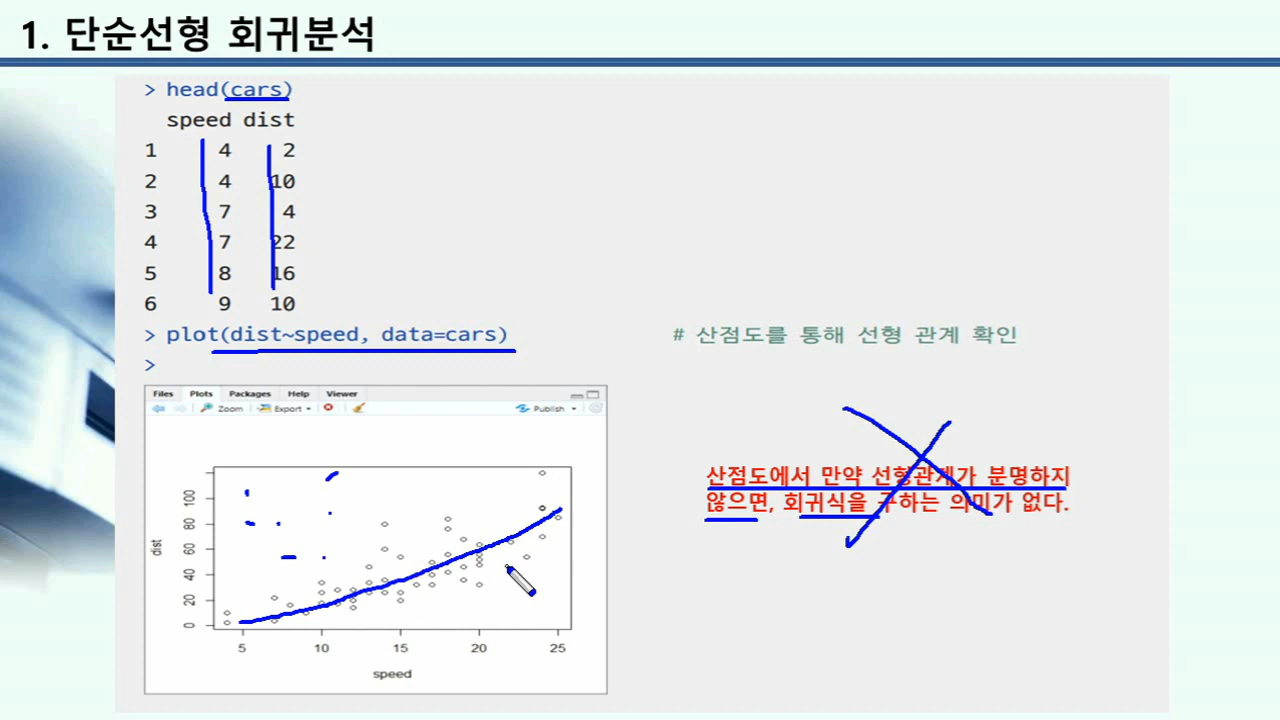 1. 단순선형 회귀분석
> head(cars)
speed dist
1 4 2
2 4 10
3 7 4
4 7 22
5 8 16
6 9 10
> plot(dist~speed, data=cars) # 산점도를 통해 선형 관계 확인
>
Files Plots Packages Help Viewer
Zoom Export Publish
산점도에서 만약 선형관계가 분명하지
않으면, 회귀식을 구하는 의미가 없다.
100
80
60
40
20
0
dist
5 10 15 20 25
speed